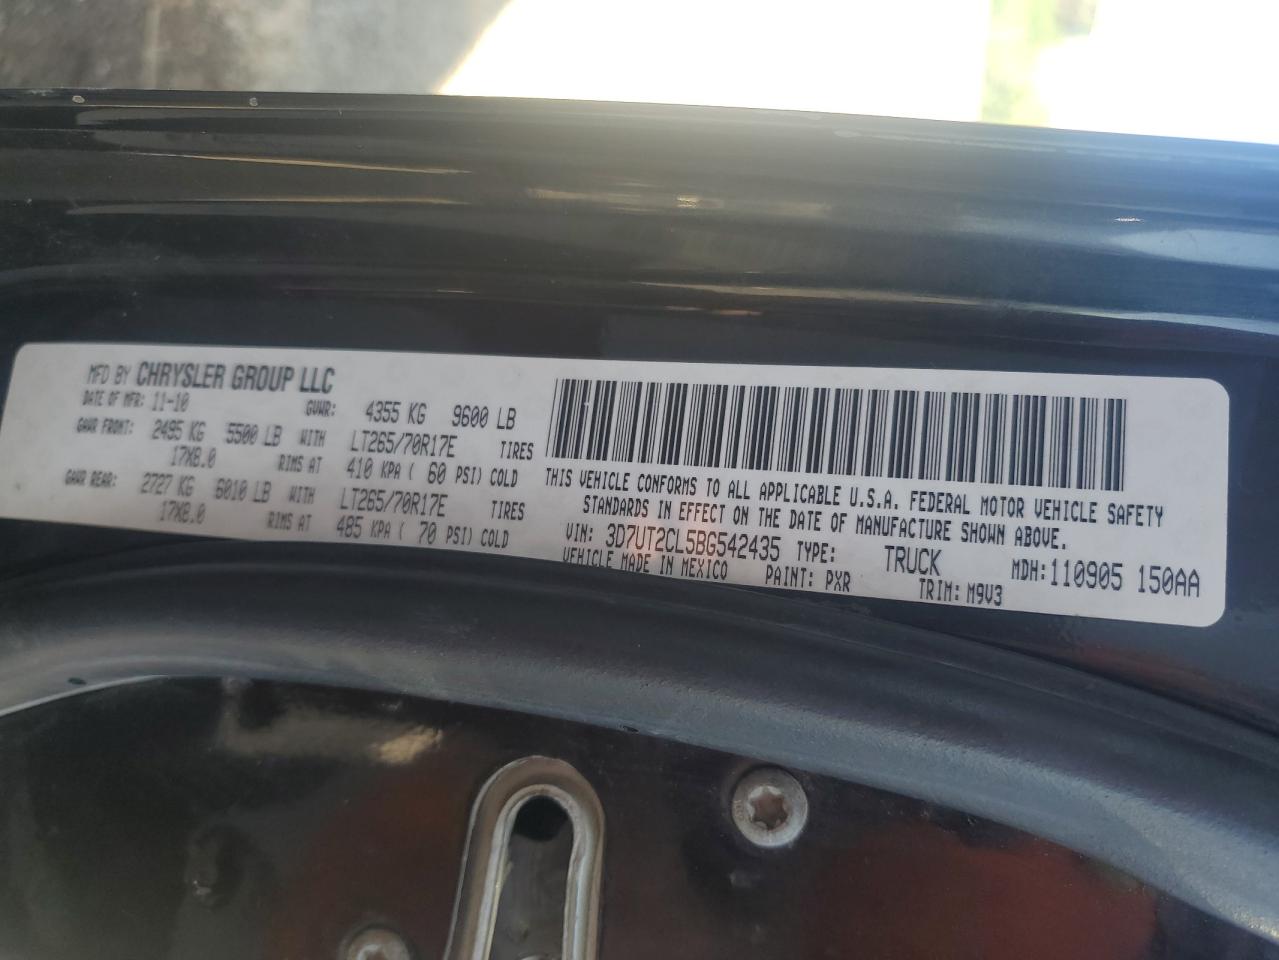 MFD BY CHRYSLER GROUP LLC
DATE OF MFR: 11-10 GVWR: 4355 KG 9600 LB
GAWR FRONT: 2495 KG 5500 LB WITH LT265/70R17E TIRES
17X8.0 RIMS AT 410 KPA ( 60 PSI) COLD
GAWR REAR: 2727 KG 6010 LB WITH LT265/70R17E TIRES
17X8.0 RIMS AT 485 KPA ( 70 PSI) COLD
THIS VEHICLE CONFORMS TO ALL APPLICABLE U.S.A. FEDERAL MOTOR VEHICLE SAFETY
STANDARDS IN EFFECT ON THE DATE OF MANUFACTURE SHOWN ABOVE.
VIN: 3D7UT2CL5BG542435 TYPE: TRUCK MDH: 110905 150AA
VEHICLE MADE IN MEXICO PAINT: PXR TRIM: M9V3